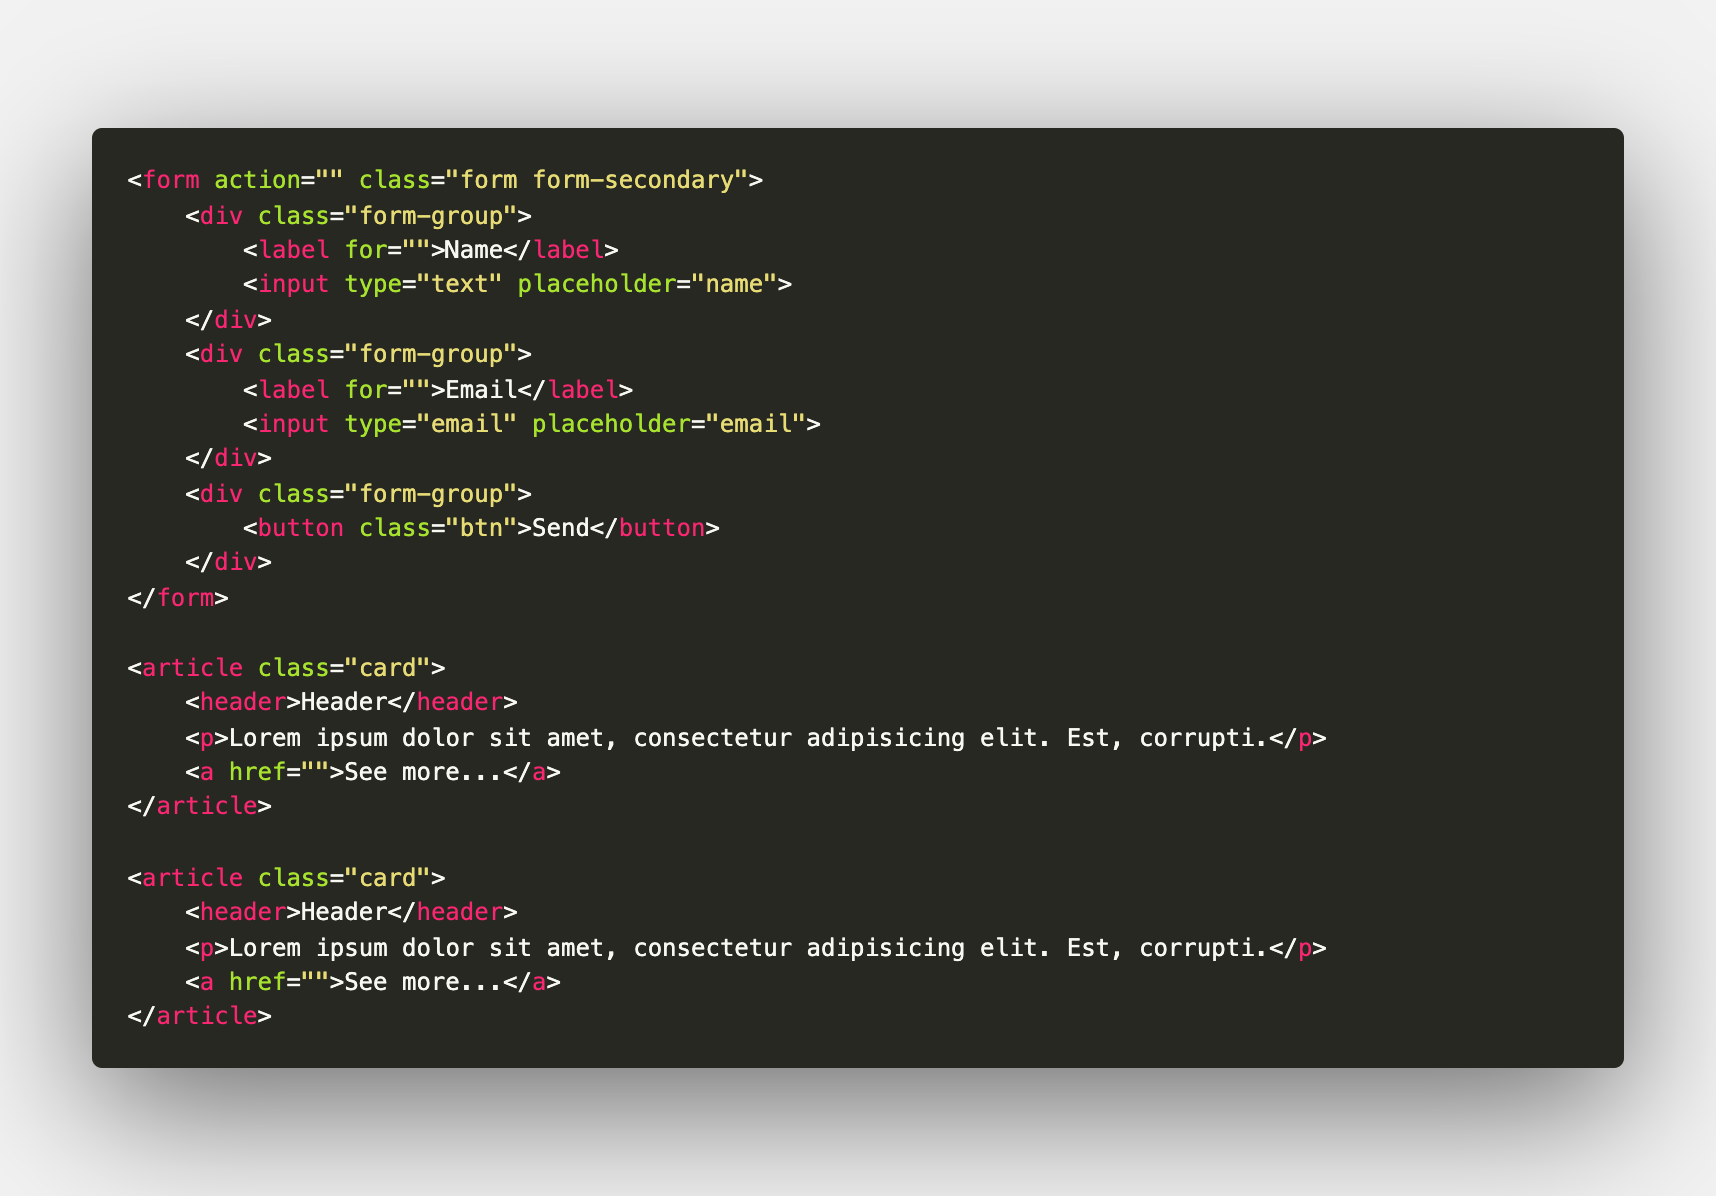 <form action="" class="form form-secondary">
    <div class="form-group">
        <label for="">Name</label>
        <input type="text" placeholder="name">
    </div>
    <div class="form-group">
        <label for="">Email</label>
        <input type="email" placeholder="email">
    </div>
    <div class="form-group">
        <button class="btn">Send</button>
    </div>
</form>

<article class="card">
    <header>Header</header>
    <p>Lorem ipsum dolor sit amet, consectetur adipisicing elit. Est, corrupti.</p>
    <a href="">See more...</a>
</article>

<article class="card">
    <header>Header</header>
    <p>Lorem ipsum dolor sit amet, consectetur adipisicing elit. Est, corrupti.</p>
    <a href="">See more...</a>
</article>